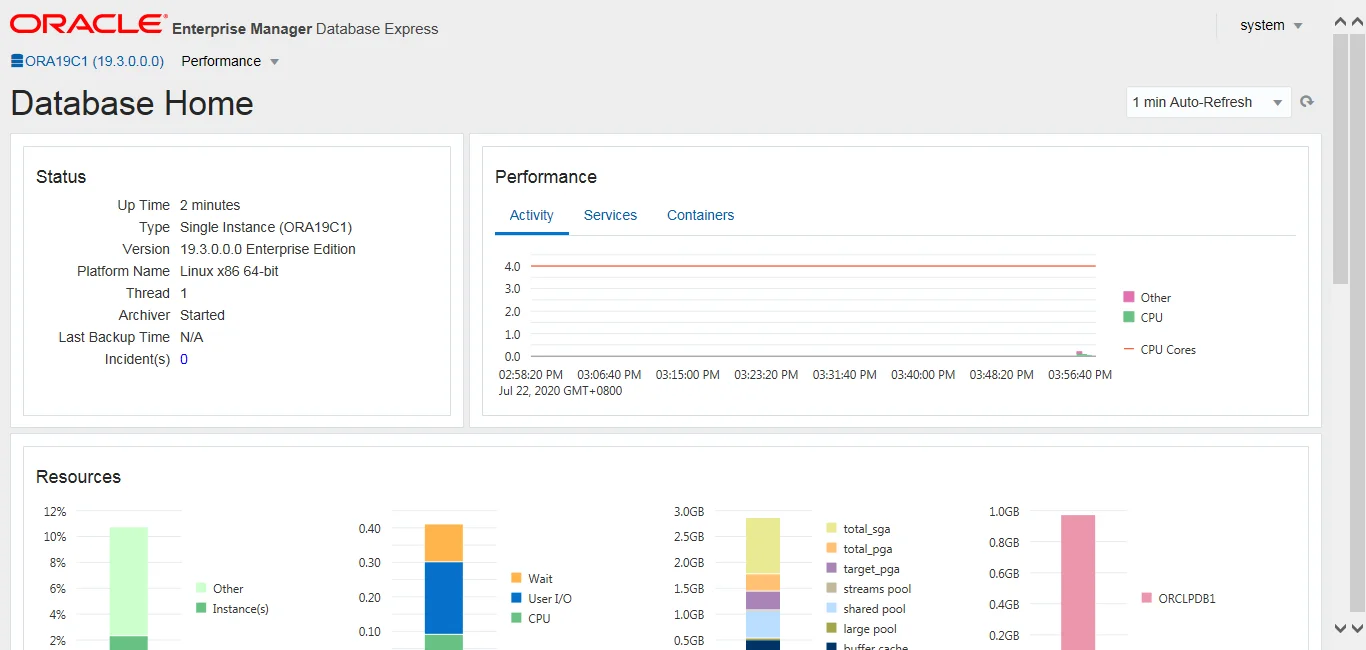 ORACLE Enterprise Manager Database Express
system
ORA19C1 (19.3.0.0.0) Performance
Database Home
1 min Auto-Refresh
Status
Up Time 2 minutes
Type Single Instance (ORA19C1)
Version 19.3.0.0.0 Enterprise Edition
Platform Name Linux x86 64-bit
Thread 1
Archiver Started
Last Backup Time N/A
Incident(s) 0
Performance
Activity Services Containers
4.0
3.0
2.0
1.0
0.0
02:58:20 PM 03:06:40 PM 03:15:00 PM 03:23:20 PM 03:31:40 PM 03:40:00 PM 03:48:20 PM 03:56:40 PM
Jul 22, 2020 GMT+0800
Other
CPU
CPU Cores
Resources
12%
10%
8%
6%
4%
2%
Other
Instance(s)
0.40
0.30
0.20
0.10
Wait
User I/O
CPU
3.0GB
2.5GB
2.0GB
1.5GB
1.0GB
0.5GB
total_sga
total_pga
target_pga
streams pool
shared pool
large pool
buffer cache
1.0GB
0.8GB
0.6GB
0.4GB
0.2GB
ORCLPDB1